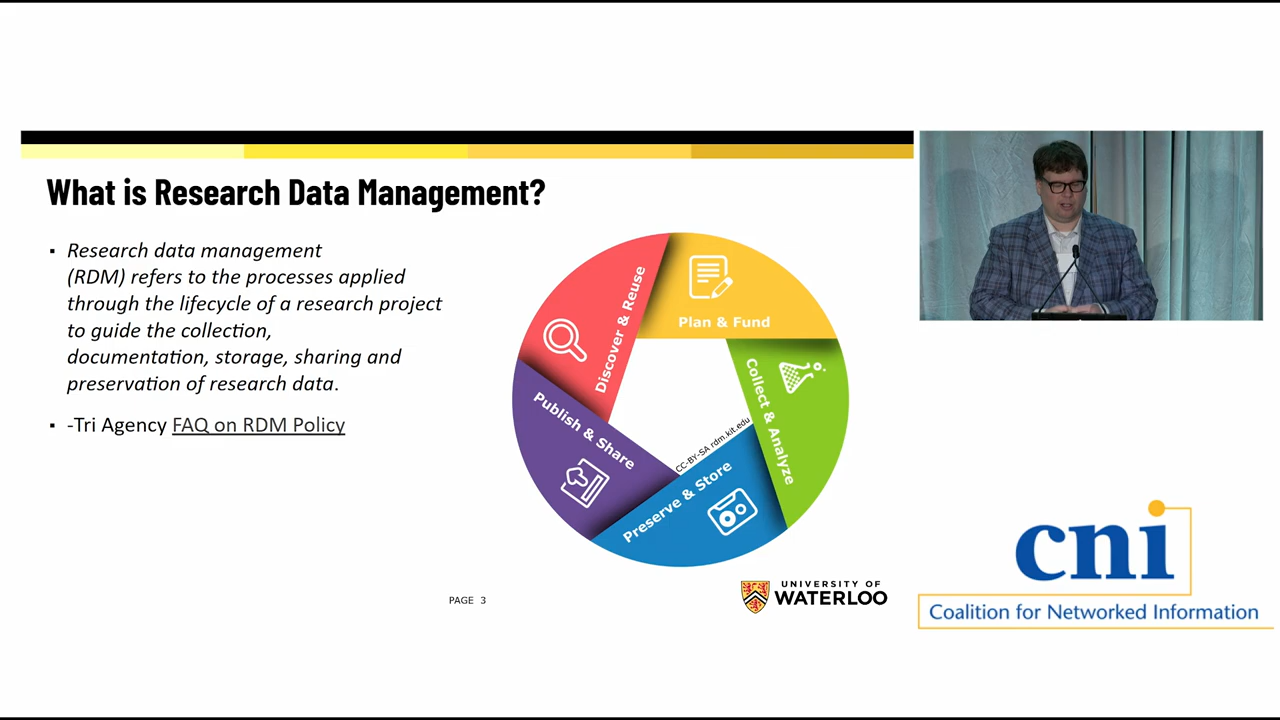 What is Research Data Management?
▪ Research data management
(RDM) refers to the processes applied
through the lifecycle of a research project
to guide the collection,
documentation, storage, sharing and
preservation of research data.
▪ -Tri Agency FAQ on RDM Policy
Plan & Fund
Collect & Analyze
Preserve & Store
Publish & Share
Discover & Reuse
CC-BY-SA rdm.kit.edu
PAGE 3
UNIVERSITY OF
WATERLOO
cni
Coalition for Networked Information